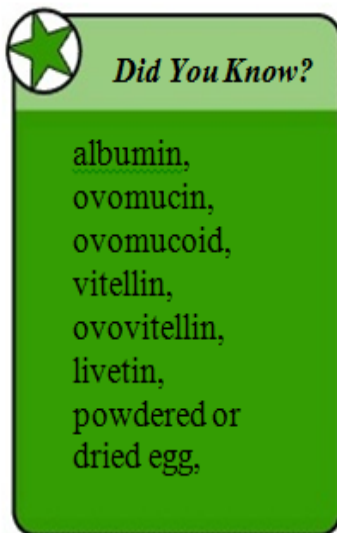 Did You Know?
albumin,
ovomucin,
ovomucoid,
vitellin,
ovovitellin,
livetin,
powdered or
dried egg,